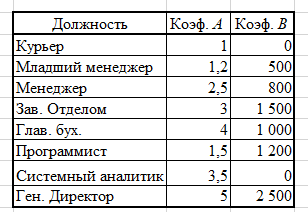 Должность Коэф. A Коэф. B
Курьер 1 0
Младший менеджер 1,2 500
Менеджер 2,5 800
Зав. Отделом 3 1 500
Глав. бух. 4 1 000
Программист 1,5 1 200
Системный аналитик 3,5 0
Ген. Директор 5 2 500